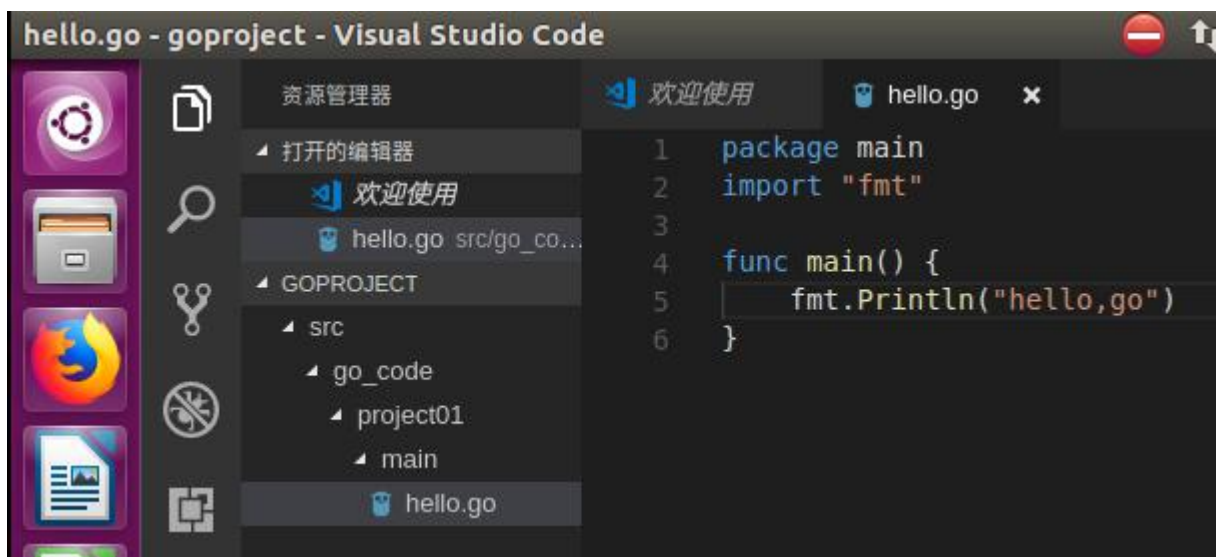 hello.go - goproject - Visual Studio Code
资源管理器
打开的编辑器
欢迎使用
hello.go src/go_co...
GOPROJECT
src
go_code
project01
main
hello.go
欢迎使用 hello.go
1 package main
2 import "fmt"
3
4 func main() {
5 fmt.Println("hello,go")
6 }